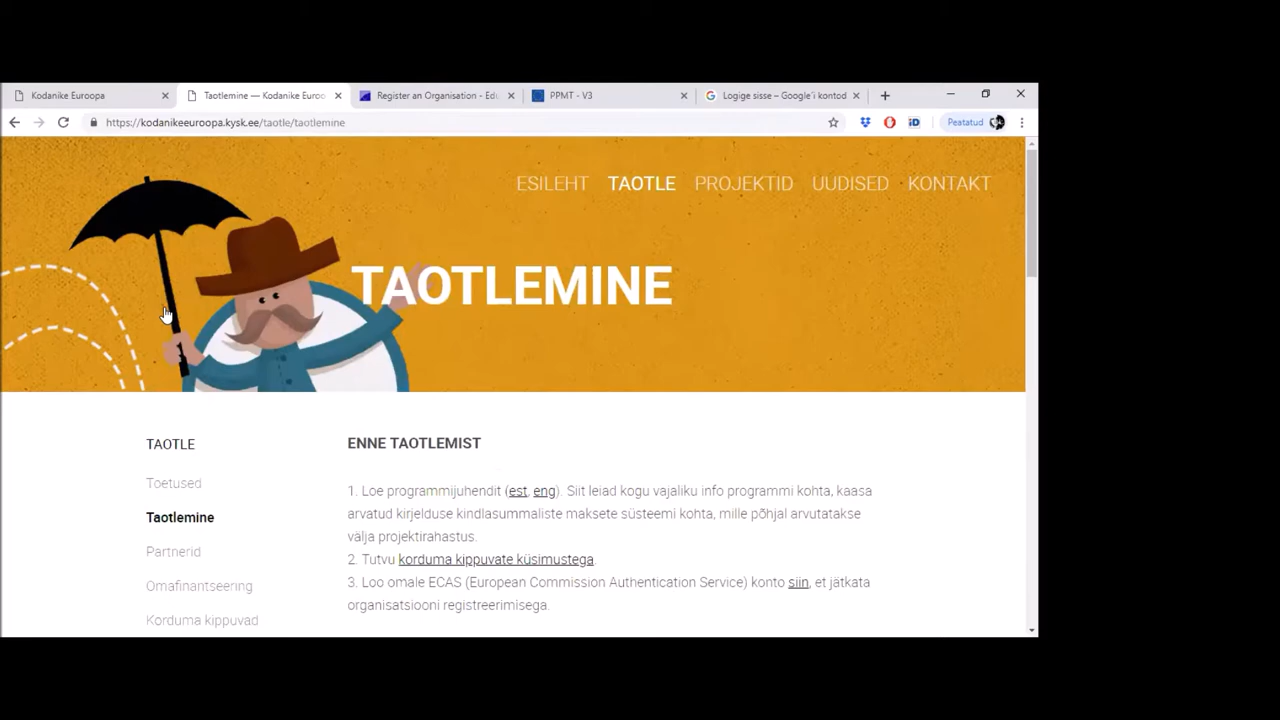 Kodanike Euroopa
Taotlemine — Kodanike Euroo
Register an Organisation - Edu
PPMT - V3
Logige sisse – Google'i kontod
https://kodanikeeuroopa.kysk.ee/taotle/taotlemine
iD
Peatatud
ESILEHT TAOTLE PROJEKTID UUDISED KONTAKT
TAOTLEMINE
TAOTLE
Toetused
Taotlemine
Partnerid
Omafinantseering
Korduma kippuvad
ENNE TAOTLEMIST
1. Loe programmijuhendit (est, eng). Siit leiad kogu vajaliku info programmi kohta, kaasa
arvatud kirjelduse kindlasummaliste maksete süsteemi kohta, mille põhjal arvutatakse
välja projektirahastus.
2. Tutvu korduma kippuvate küsimustega.
3. Loo omale ECAS (European Commission Authentication Service) konto siin, et jätkata
organisatsiooni registreerimisega.